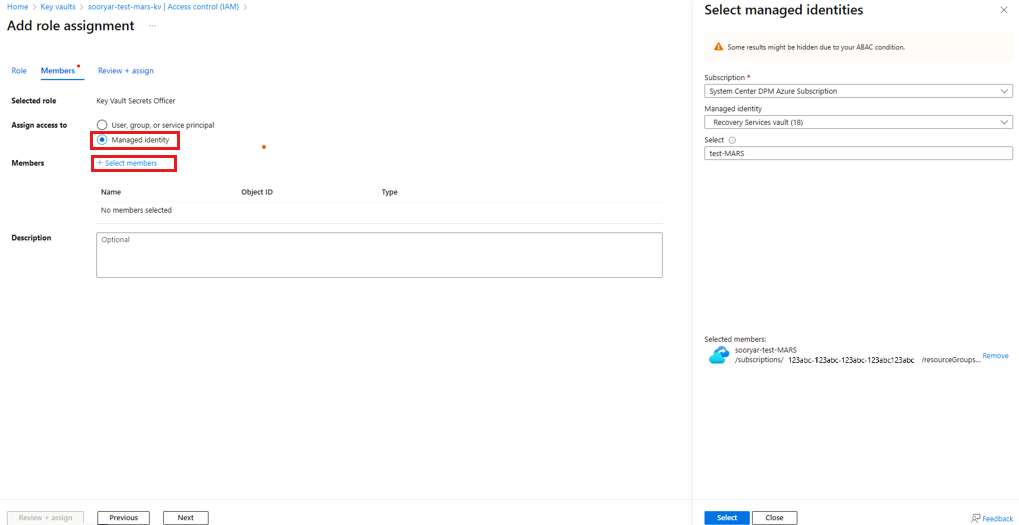 Home > Key vaults > sooryar-test-mars-kv | Access control (IAM) >
Add role assignment ...
Role Members Review + assign
Selected role Key Vault Secrets Officer
Assign access to User, group, or service principal
Managed identity
Members + Select members
Name Object ID Type
No members selected
Description Optional
Review + assign Previous Next
Select managed identities
Some results might be hidden due to your ABAC condition.
Subscription *
System Center DPM Azure Subscription
Managed identity
Recovery Services vault (18)
Select
test-MARS
Selected members:
sooryar-test-MARS
/subscriptions/ 123abc-123abc-123abc-123abc123abc /resourceGroups... Remove
Select Close Feedback